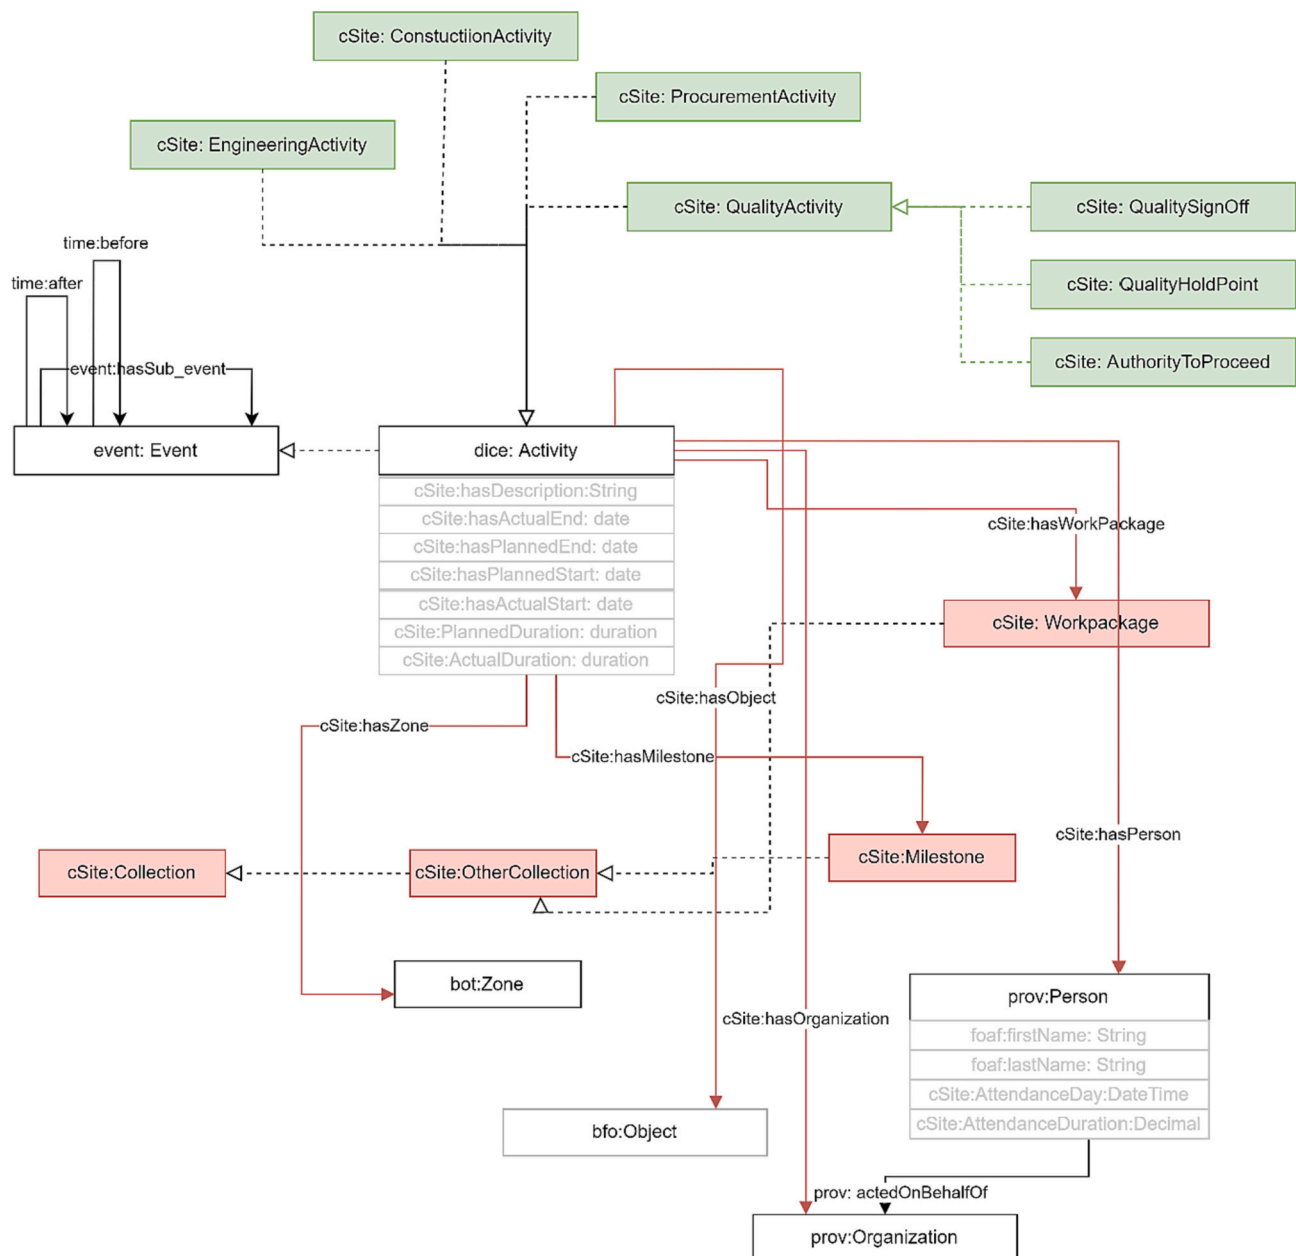 cSite: ConstuctiionActivity
cSite: ProcurementActivity
cSite: EngineeringActivity
cSite: QualityActivity
cSite: QualitySignOff
time:before
time:after
cSite: QualityHoldPoint
event:hasSub_event
cSite: AuthorityToProceed
event: Event
dice: Activity
cSite:hasDescription:String
cSite:hasActualEnd: date
cSite:hasPlannedEnd: date
cSite:hasPlannedStart: date
cSite:hasActualStart: date
cSite:PlannedDuration: duration
cSite:ActualDuration: duration
cSite:hasWorkPackage
cSite: Workpackage
cSite:hasObject
cSite:hasZone
cSite:hasMilestone
cSite:hasPerson
cSite:Collection
cSite:OtherCollection
cSite:Milestone
bot:Zone
prov:Person
cSite:hasOrganization
foaf:firstName: String
foaf:lastName: String
cSite:AttendanceDay:DateTime
cSite:AttendanceDuration:Decimal
bfo:Object
prov: actedOnBehalfOf
prov:Organization